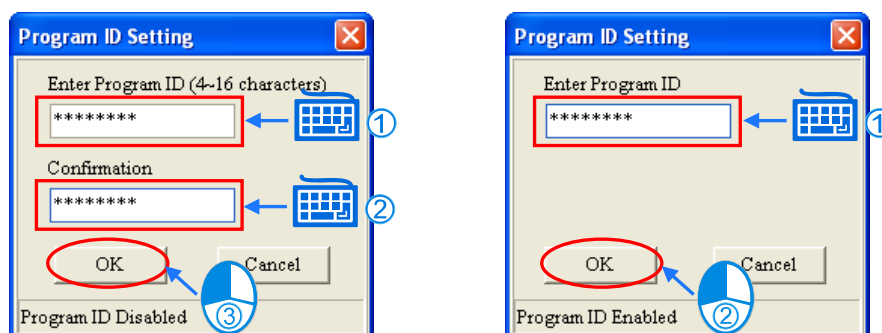 Program ID Setting
Enter Program ID (4~16 characters)
********
1
Confirmation
********
2
OK
Cancel
3
Program ID Disabled
Program ID Setting
Enter Program ID
********
1
OK
Cancel
2
Program ID Enabled